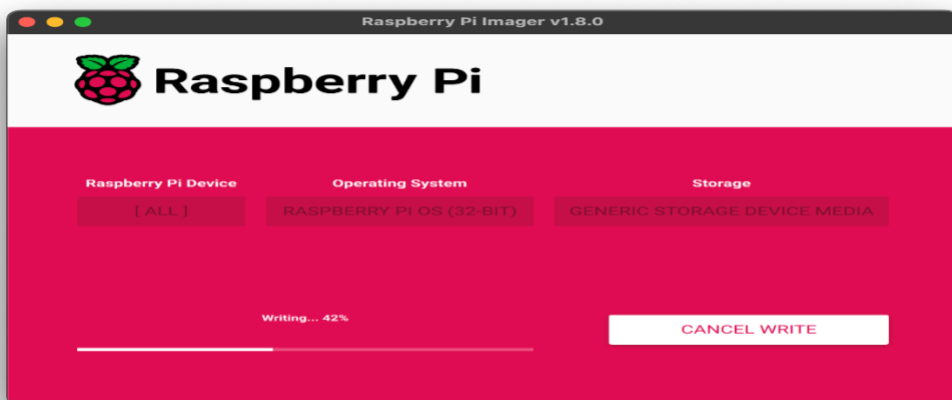 Raspberry Pi Imager v1.8.0
Raspberry Pi
Raspberry Pi Device
Operating System
Storage
[ ALL ]
RASPBERRY PI OS (32-BIT)
GENERIC STORAGE DEVICE MEDIA
Writing... 42%
CANCEL WRITE